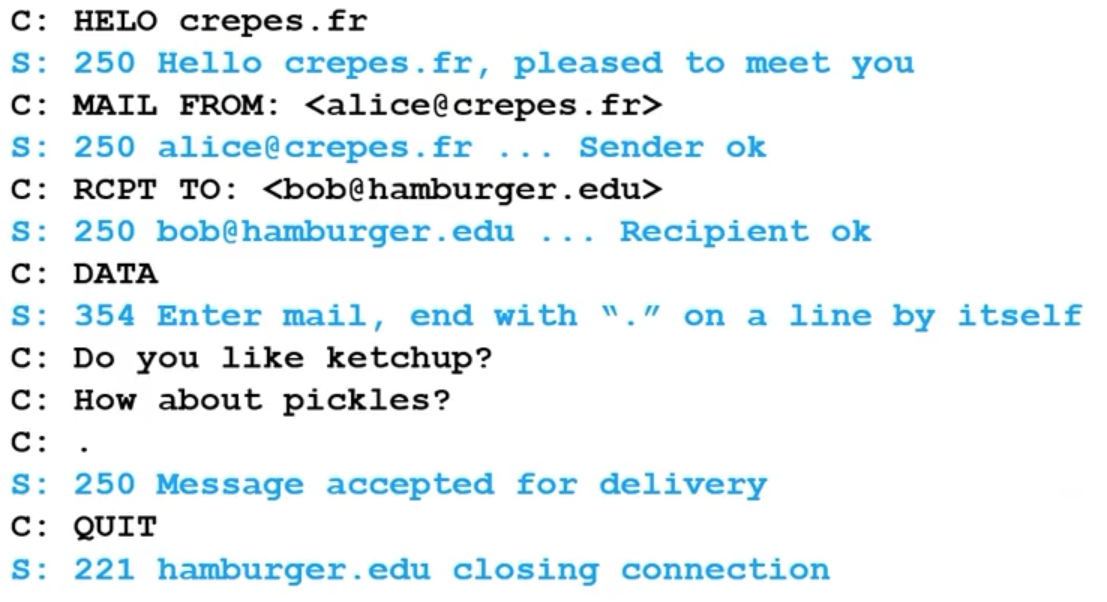 C: HELO crepes.fr
S: 250 Hello crepes.fr, pleased to meet you
C: MAIL FROM: <alice@crepes.fr>
S: 250 alice@crepes.fr ... Sender ok
C: RCPT TO: <bob@hamburger.edu>
S: 250 bob@hamburger.edu ... Recipient ok
C: DATA
S: 354 Enter mail, end with “.” on a line by itself
C: Do you like ketchup?
C: How about pickles?
C: .
S: 250 Message accepted for delivery
C: QUIT
S: 221 hamburger.edu closing connection